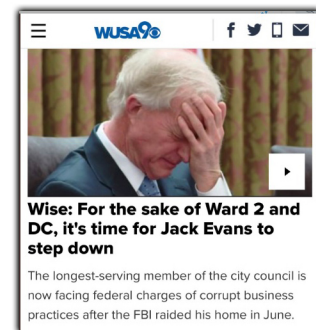 WUSA9
Wise: For the sake of Ward 2 and
DC, it's time for Jack Evans to
step down
The longest-serving member of the city council is
now facing federal charges of corrupt business
practices after the FBI raided his home in June.